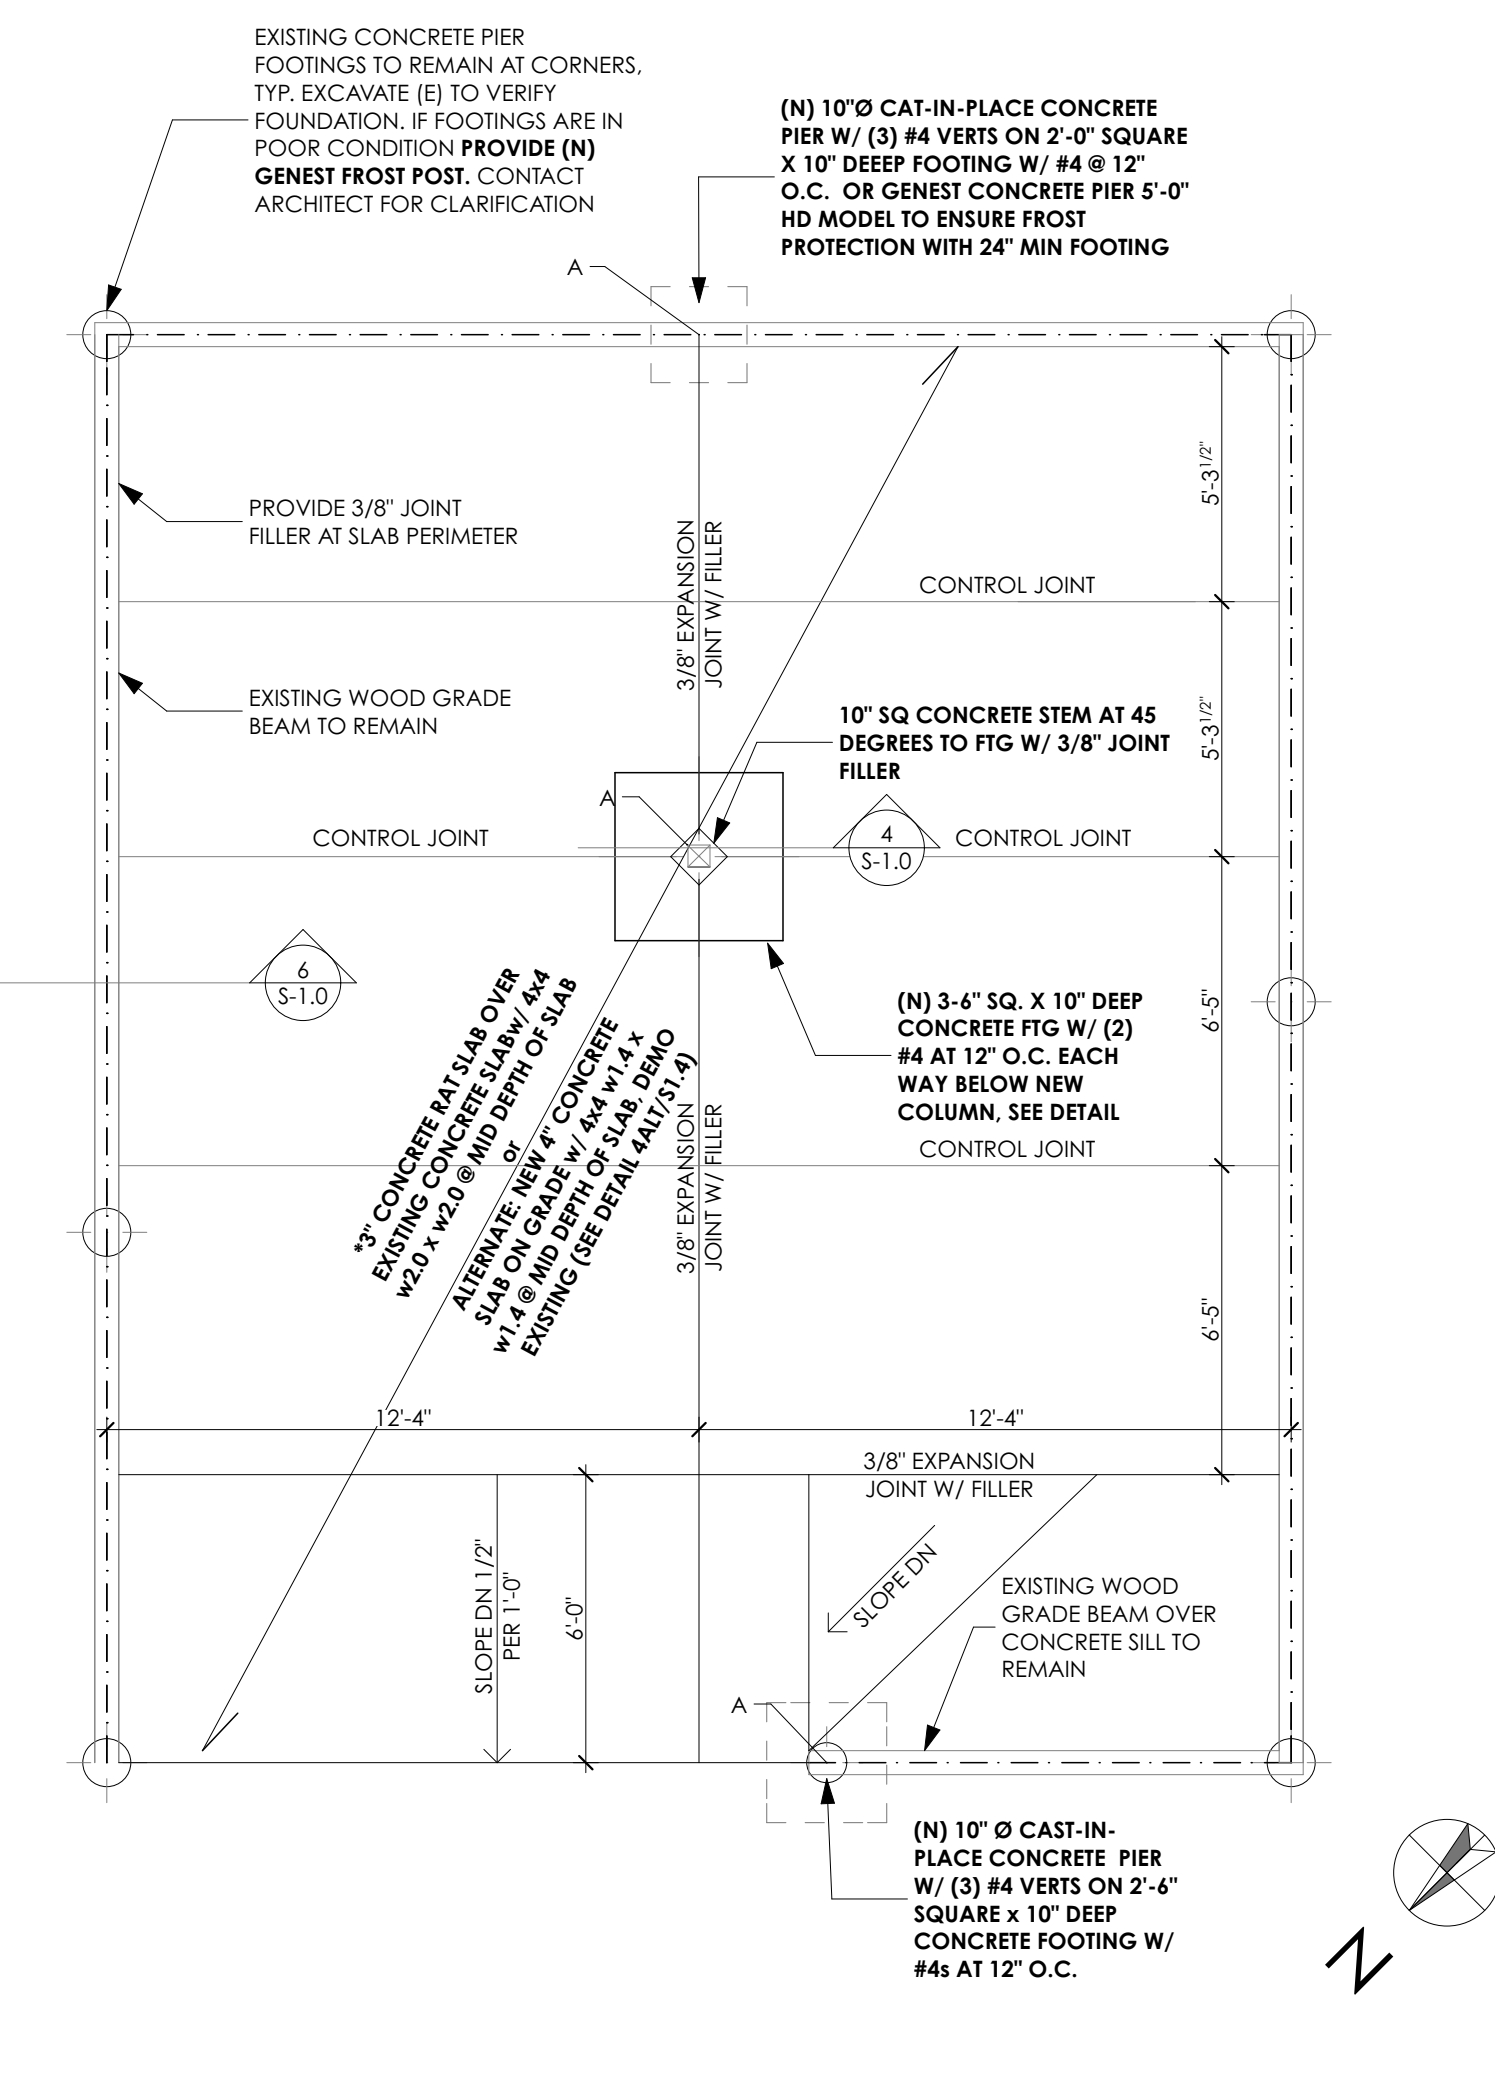 EXISTING CONCRETE PIER
FOOTINGS TO REMAIN AT CORNERS,
TYP. EXCAVATE (E) TO VERIFY
FOUNDATION. IF FOOTINGS ARE IN
POOR CONDITION PROVIDE (N)
GENEST FROST POST. CONTACT
ARCHITECT FOR CLARIFICATION
(N) 10"Ø CAT-IN-PLACE CONCRETE
PIER W/ (3) #4 VERTS ON 2'-0" SQUARE
X 10" DEEEP FOOTING W/ #4 @ 12"
O.C. OR GENEST CONCRETE PIER 5'-0"
HD MODEL TO ENSURE FROST
PROTECTION WITH 24" MIN FOOTING
A
5'-3 1/2"
PROVIDE 3/8" JOINT
FILLER AT SLAB PERIMETER
3/8" EXPANSION
JOINT W/ FILLER
CONTROL JOINT
EXISTING WOOD GRADE
BEAM TO REMAIN
10" SQ CONCRETE STEM AT 45
DEGREES TO FTG W/ 3/8" JOINT
FILLER
5'-3 1/2"
A
CONTROL JOINT
4
S-1.0
CONTROL JOINT
6
S-1.0
(N) 3-6" SQ. X 10" DEEP
CONCRETE FTG W/ (2)
#4 AT 12" O.C. EACH
WAY BELOW NEW
COLUMN, SEE DETAIL
6'-5"
*3" CONCRETE RAT SLAB OVER
EXISTING CONCRETE SLABw/ 4x4
w2.0 x w2.0 @ MID DEPTH OF SLAB
or
ALTERNATE: NEW 4" CONCRETE
SLAB ON GRADE w/ 4x4 w1.4 x
w1.4 @ MID DEPTH OF SLAB, DEMO
EXISTING (SEE DETAIL 4ALT/S1.4)
3/8" EXPANSION
JOINT W/ FILLER
CONTROL JOINT
6'-5"
12'-4"
12'-4"
3/8" EXPANSION
JOINT W/ FILLER
SLOPE DN 1/2"
PER 1'-0"
6'-0"
SLOPE DN
EXISTING WOOD
GRADE BEAM OVER
CONCRETE SILL TO
REMAIN
A
(N) 10" Ø CAST-IN-
PLACE CONCRETE PIER
W/ (3) #4 VERTS ON 2'-6"
SQUARE x 10" DEEP
CONCRETE FOOTING W/
#4s AT 12" O.C.
N